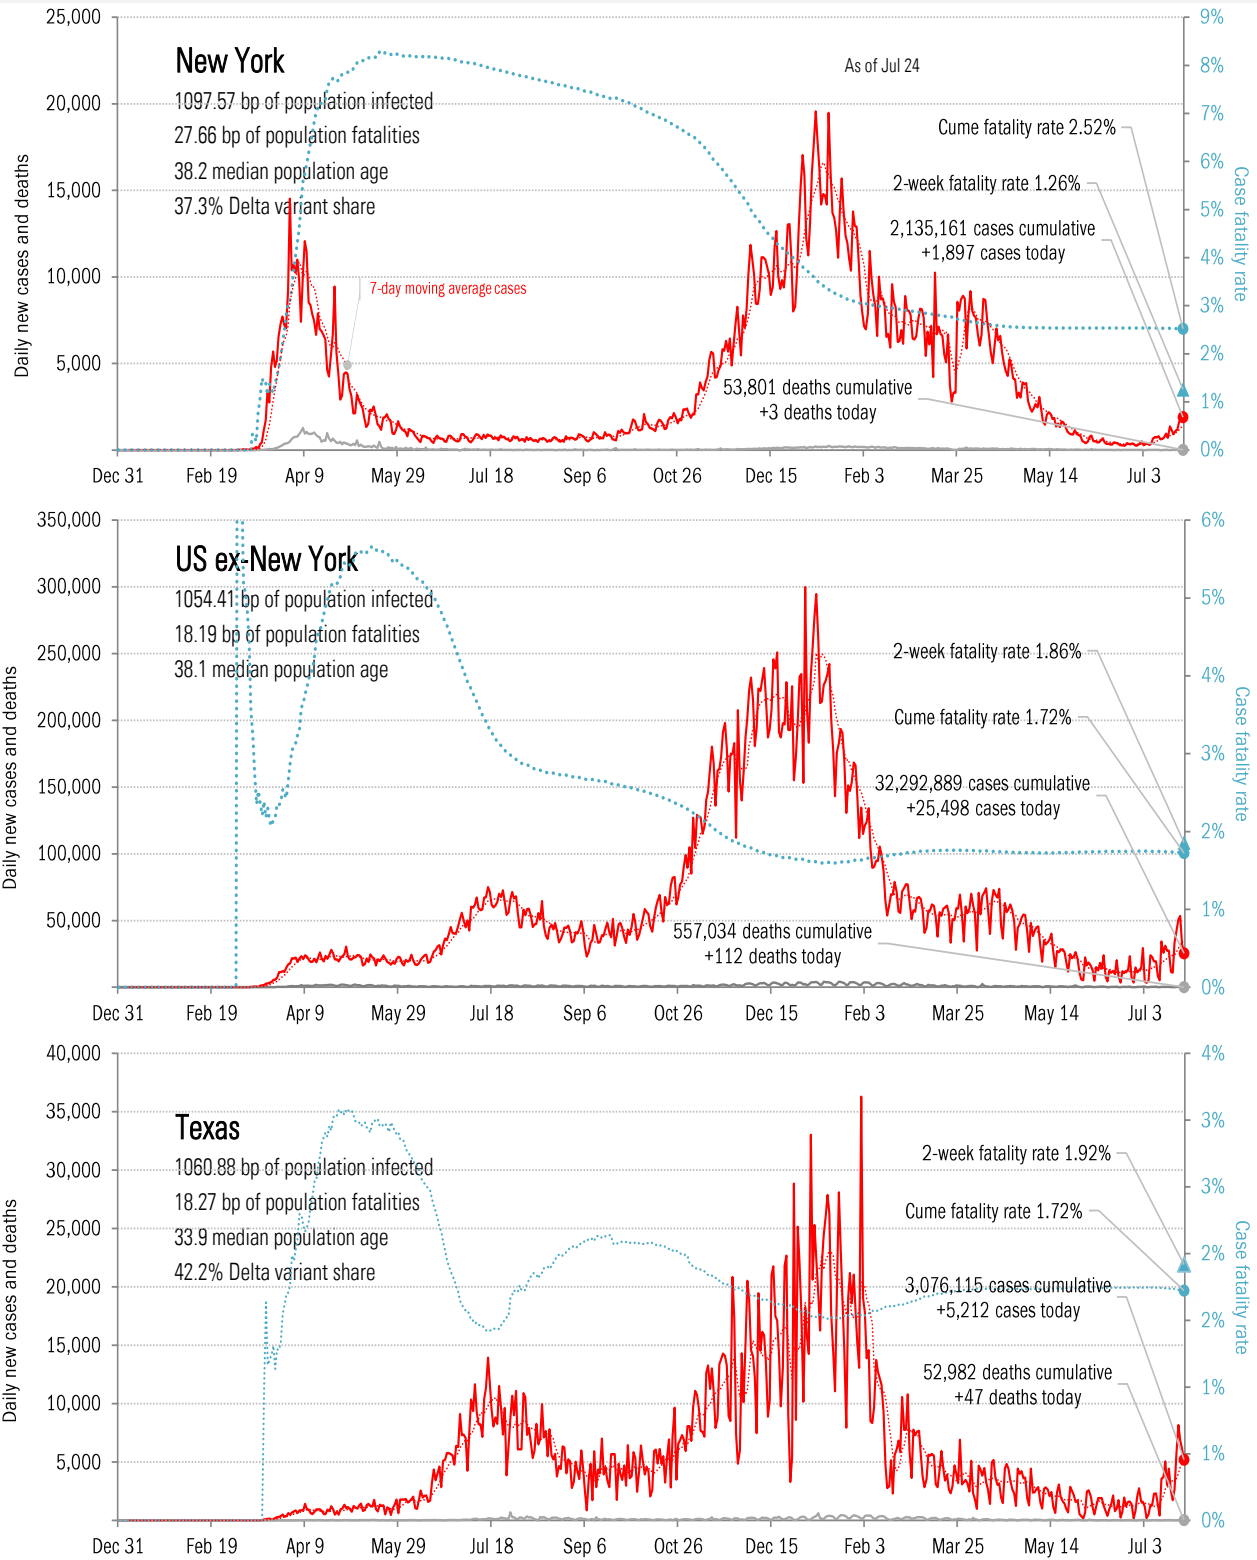 25,000
9%
New York
As of Jul 24
8%
1097.57 bp of population infected
20,000
7%
27.66 bp of population fatalities
Cume fatality rate 2.52%
38.2 median population age
6%
37.3% Delta variant share
2-week fatality rate 1.26%
15,000
5%
2,135,161 cases cumulative
+1,897 cases today
4%
10,000
7-day moving average cases
3%
5,000
2%
53,801 deaths cumulative
+3 deaths today
1%
0%
Daily new cases and deaths
Case fatality rate
Dec 31 Feb 19 Apr 9 May 29 Jul 18 Sep 6 Oct 26 Dec 15 Feb 3 Mar 25 May 14 Jul 3
350,000
6%
US ex-New York
1054.41 bp of population infected
300,000
5%
18.19 bp of population fatalities
38.1 median population age
250,000
2-week fatality rate 1.86%
4%
200,000
Cume fatality rate 1.72%
3%
150,000
32,292,889 cases cumulative
+25,498 cases today
2%
100,000
50,000
1%
557,034 deaths cumulative
+112 deaths today
0%
Daily new cases and deaths
Case fatality rate
Dec 31 Feb 19 Apr 9 May 29 Jul 18 Sep 6 Oct 26 Dec 15 Feb 3 Mar 25 May 14 Jul 3
40,000
4%
35,000
3%
Texas
1060.88 bp of population infected
30,000
2-week fatality rate 1.92%
3%
18.27 bp of population fatalities
Cume fatality rate 1.72%
25,000
33.9 median population age
2%
42.2% Delta variant share
20,000
3,076,115 cases cumulative
+5,212 cases today
2%
15,000
52,982 deaths cumulative
+47 deaths today
1%
10,000
5,000
1%
0%
Daily new cases and deaths
Case fatality rate
Dec 31 Feb 19 Apr 9 May 29 Jul 18 Sep 6 Oct 26 Dec 15 Feb 3 Mar 25 May 14 Jul 3